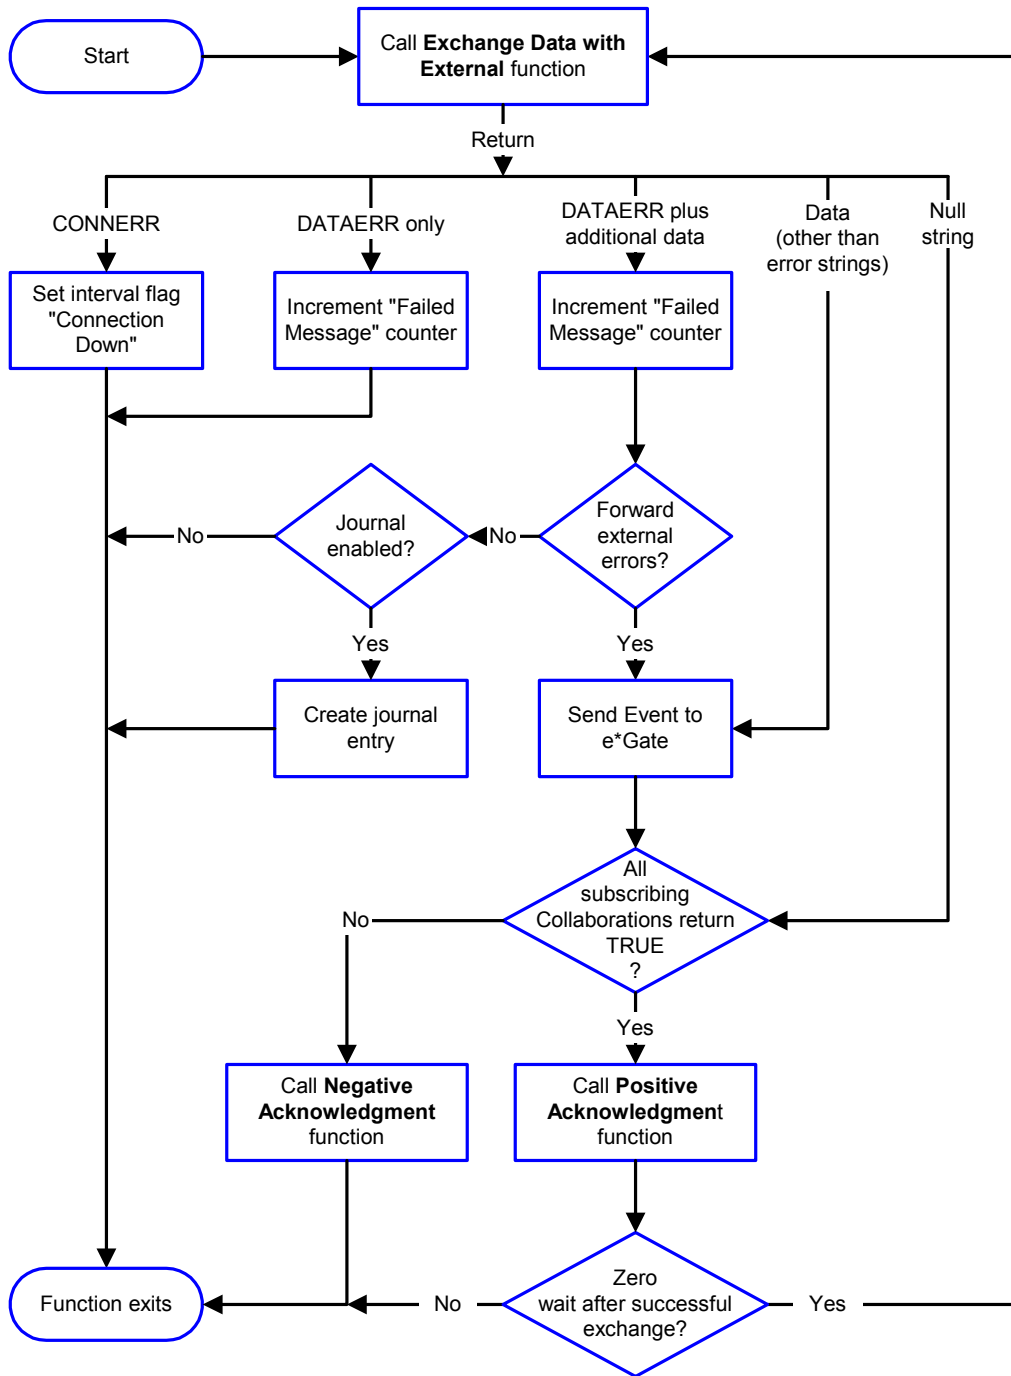 Start
Call Exchange Data with
External function
Return
CONNERR
DATAERR only
DATAERR plus
additional data
Data
(other than
error strings)
Null
string
Set interval flag
"Connection
Down"
Increment "Failed
Message" counter
Increment "Failed
Message" counter
No
Journal
enabled?
No
Forward
external
errors?
Yes
Yes
Create journal
entry
Send Event to
e*Gate
All
subscribing
Collaborations return
TRUE
?
No
Yes
Call Negative
Acknowledgment
function
Call Positive
Acknowledgment
function
Function exits
No
Zero
wait after successful
exchange?
Yes